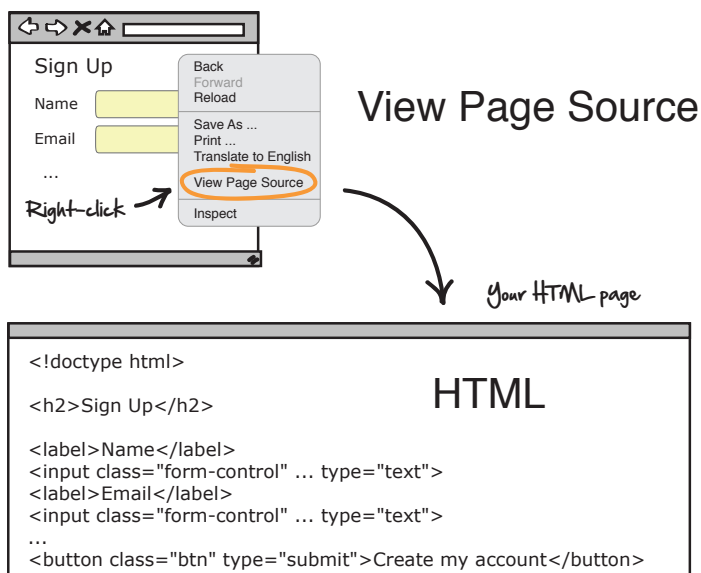 Sign Up
Name
Email
...
Right-click
Back
Forward
Reload
Save As ...
Print ...
Translate to English
View Page Source
Inspect
View Page Source
Your HTML page
<!doctype html>
HTML
<h2>Sign Up</h2>
<label>Name</label>
<input class="form-control" ... type="text">
<label>Email</label>
<input class="form-control" ... type="text">
...
<button class="btn" type="submit">Create my account</button>